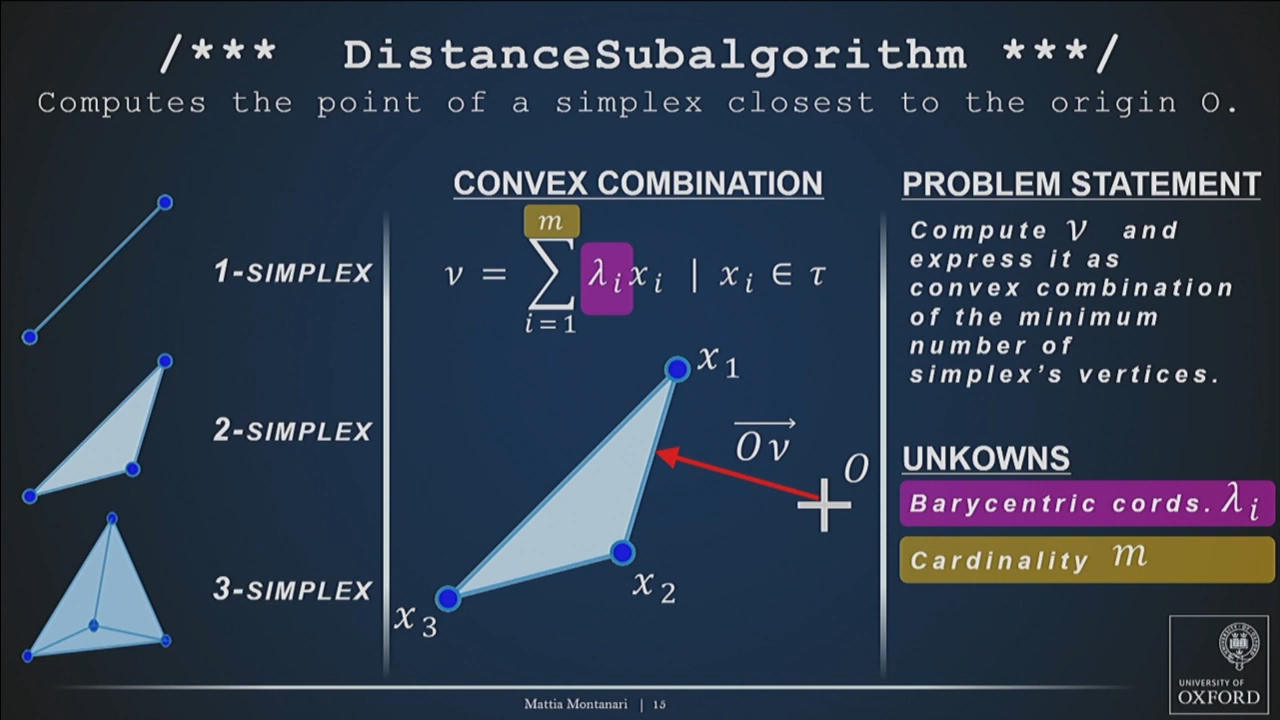 /*** DistanceSubalgorithm ***/
Computes the point of a simplex closest to the origin O.
1-SIMPLEX
2-SIMPLEX
3-SIMPLEX
CONVEX COMBINATION
m
ν = ∑ λ_i x_i | x_i ∈ τ
i = 1
x_1
O ν
O
x_2
x_3
PROBLEM STATEMENT
Compute ν and
express it as
convex combination
of the minimum
number of
simplex's vertices.
UNKOWNS
Barycentric cords. λ_i
Cardinality m
UNIVERSITY OF
OXFORD
Mattia Montanari | 15